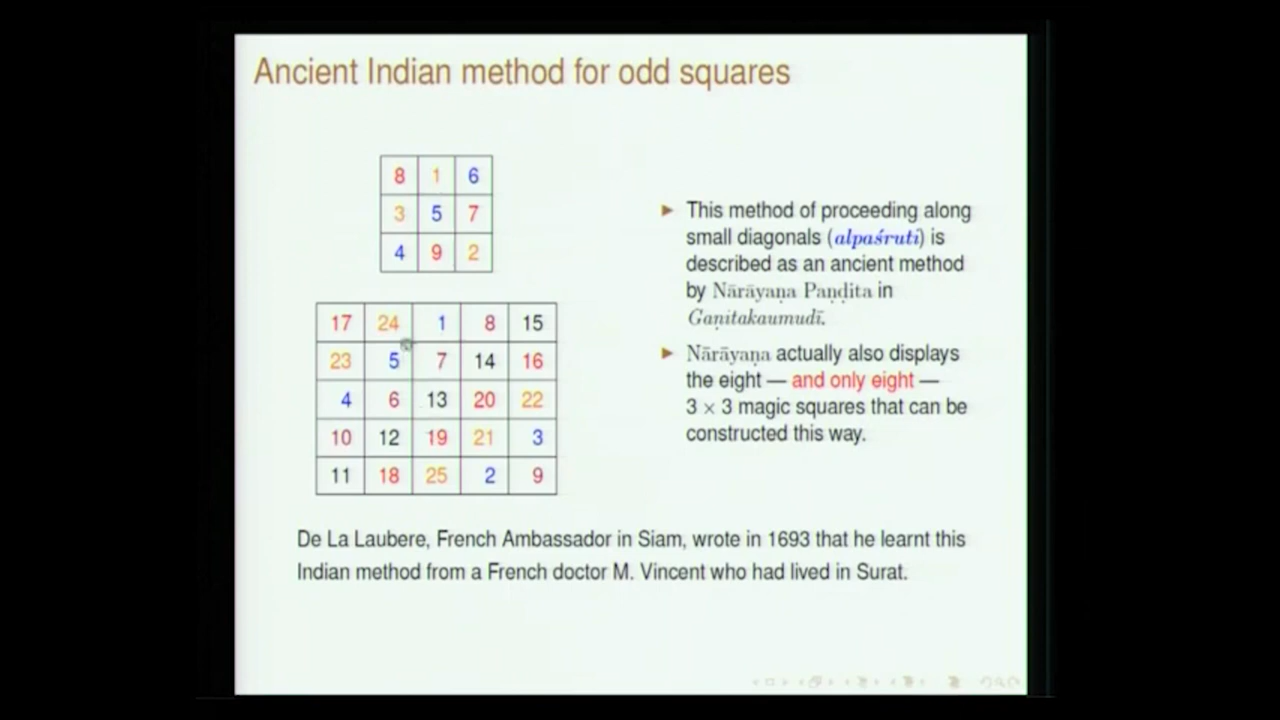 Ancient Indian method for odd squares
8 1 6
3 5 7
4 9 2
17 24 1 8 15
23 5 7 14 16
4 6 13 20 22
10 12 19 21 3
11 18 25 2 9
► This method of proceeding along
small diagonals (alpaśruti) is
described as an ancient method
by Nārāyaṇa Paṇḍita in
Gaṇitakaumudī.
► Nārāyaṇa actually also displays
the eight — and only eight —
3 × 3 magic squares that can be
constructed this way.
De La Laubere, French Ambassador in Siam, wrote in 1693 that he learnt this
Indian method from a French doctor M. Vincent who had lived in Surat.